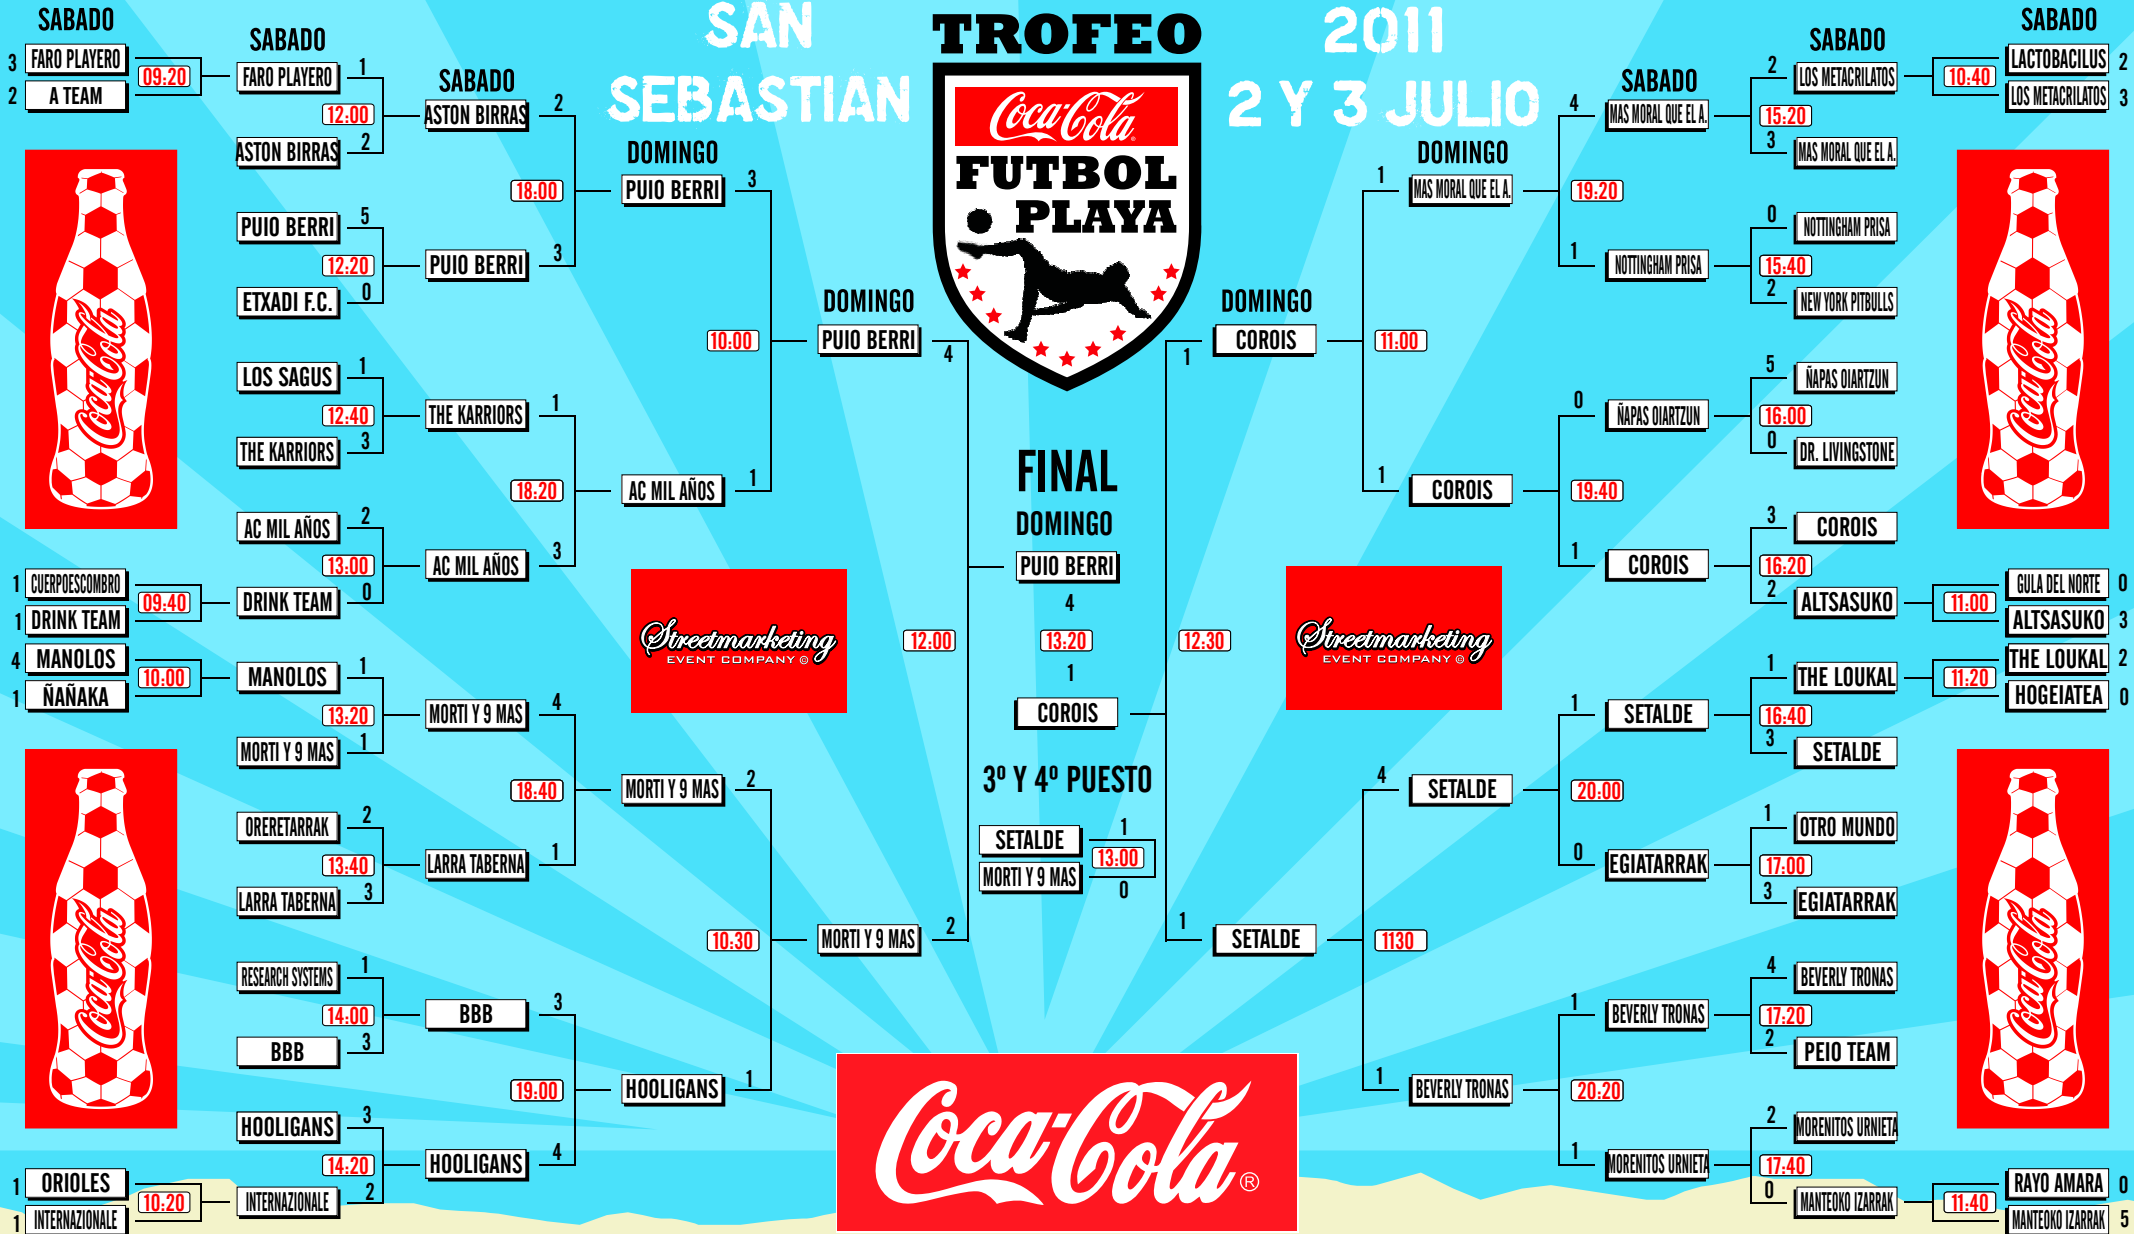 SAN
SEBASTIAN
TROFEO
Coca-Cola
FUTBOL
PLAYA
2011
2 Y 3 JULIO
SABADO
3 FARO PLAYERO
09:20
2 A TEAM
1 CUERPOESCOMBRO
09:40
1 DRINK TEAM
4 MANOLOS
10:00
1 ÑAÑAKA
1 ORIOLES
10:20
1 INTERNAZIONALE
Coca-Cola
Coca-Cola
SABADO
FARO PLAYERO 1
12:00
ASTON BIRRAS 2
PUIO BERRI 5
12:20
ETXADI F.C. 0
LOS SAGUS 1
12:40
THE KARRIORS 3
AC MIL AÑOS 2
13:00
DRINK TEAM 0
MANOLOS 1
13:20
MORTI Y 9 MAS 1
ORERETARRAK 2
13:40
LARRA TABERNA 3
RESEARCH SYSTEMS 1
14:00
BBB 3
HOOLIGANS 3
14:20
INTERNAZIONALE 2
SABADO
ASTON BIRRAS 2
18:00
PUIO BERRI 3
THE KARRIORS 1
18:20
AC MIL AÑOS 3
MORTI Y 9 MAS 4
18:40
LARRA TABERNA 1
BBB 3
19:00
HOOLIGANS 4
DOMINGO
PUIO BERRI 3
10:00
AC MIL AÑOS 1
MORTI Y 9 MAS 2
10:30
HOOLIGANS 1
Streetmarketing
EVENT COMPANY ©
DOMINGO
PUIO BERRI 4
12:00
MORTI Y 9 MAS 2
FINAL
DOMINGO
PUIO BERRI
4
13:20
1
COROIS
3º Y 4º PUESTO
SETALDE 1
13:00
MORTI Y 9 MAS 0
Coca-Cola ®
DOMINGO
1 COROIS
12:30
1 SETALDE
Streetmarketing
EVENT COMPANY ©
DOMINGO
1 MAS MORAL QUE EL A.
11:00
1 COROIS
4 SETALDE
1130
1 BEVERLY TRONAS
SABADO
4 MAS MORAL QUE EL A.
19:20
1 NOTTINGHAM PRISA
0 ÑAPAS OIARTZUN
19:40
1 COROIS
1 SETALDE
20:00
0 EGIATARRAK
1 BEVERLY TRONAS
20:20
1 MORENITOS URNIETA
SABADO
2 LOS METACRILATOS
15:20
3 MAS MORAL QUE EL A.
0 NOTTINGHAM PRISA
15:40
2 NEW YORK PITBULLS
5 ÑAPAS OIARTZUN
16:00
0 DR. LIVINGSTONE
3 COROIS
16:20
2 ALTSASUKO
1 THE LOUKAL
16:40
3 SETALDE
1 OTRO MUNDO
17:00
3 EGIATARRAK
4 BEVERLY TRONAS
17:20
2 PEIO TEAM
2 MORENITOS URNIETA
17:40
0 MANTEOKO IZARRAK
SABADO
LACTOBACILUS 2
10:40
LOS METACRILATOS 3
GULA DEL NORTE 0
11:00
ALTSASUKO 3
THE LOUKAL 2
11:20
HOGEIATEA 0
RAYO AMARA 0
11:40
MANTEOKO IZARRAK 5
Coca-Cola
Coca-Cola